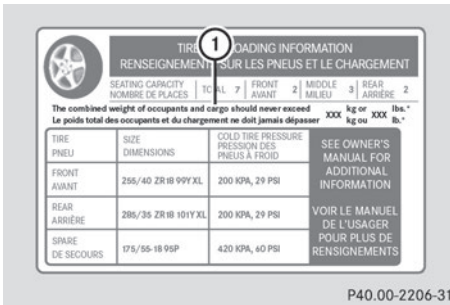 1
TIRE LOADING INFORMATION
RENSEIGNEMENT SUR LES PNEUS ET LE CHARGEMENT
SEATING CAPACITY TOTAL 7 FRONT 2 MIDDLE 3 REAR 2
NOMBRE DE PLACES AVANT MILIEU ARRIÈRE
The combined weight of occupants and cargo should never exceed XXX kg or XXX lbs.*
Le poids total des occupants et du chargement ne doit jamais dépasser kg ou lb.*
TIRE SIZE COLD TIRE PRESSURE
PNEU DIMENSIONS PRESSION DES
PNEUS À FROID
FRONT
AVANT 255/40 ZR18 99Y XL 200 KPA, 29 PSI
REAR
ARRIÈRE 285/35 ZR18 101Y XL 200 KPA, 29 PSI
SPARE
DE SECOURS 175/55-18 95P 420 KPA, 60 PSI
SEE OWNER'S
MANUAL FOR
ADDITIONAL
INFORMATION
VOIR LE MANUEL
DE L'USAGER
POUR PLUS DE
RENSIGNEMENTS
P40.00-2206-31